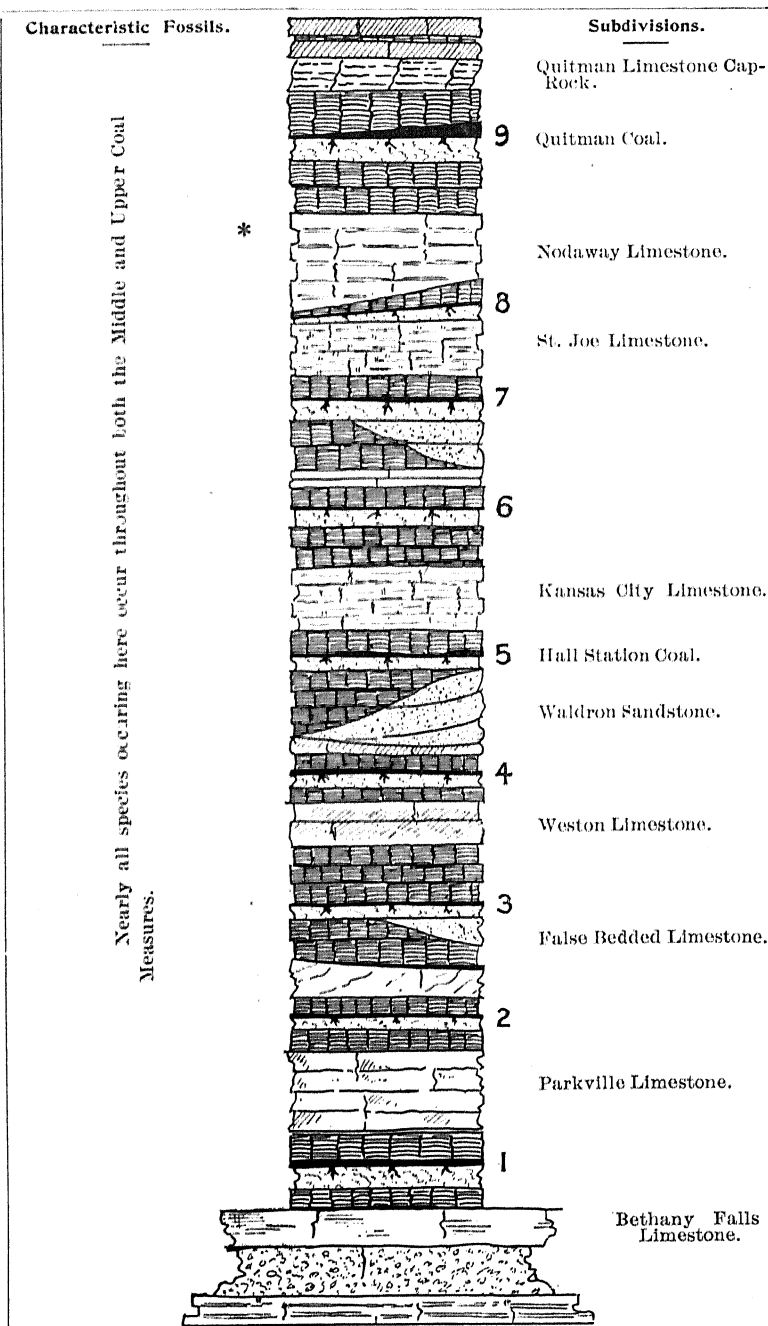 Characteristic Fossils.
Subdivisions.
Nearly all species occuring here occur throughout both the Middle and Upper Coal
Measures.
*
Quitman Limestone Cap-
Rock.
9
Quitman Coal.
Nodaway Limestone.
8
St. Joe Limestone.
7
6
Kansas City Limestone.
5
Hall Station Coal.
Waldron Sandstone.
4
Weston Limestone.
3
False Bedded Limestone.
2
Parkville Limestone.
1
Bethany Falls
Limestone.